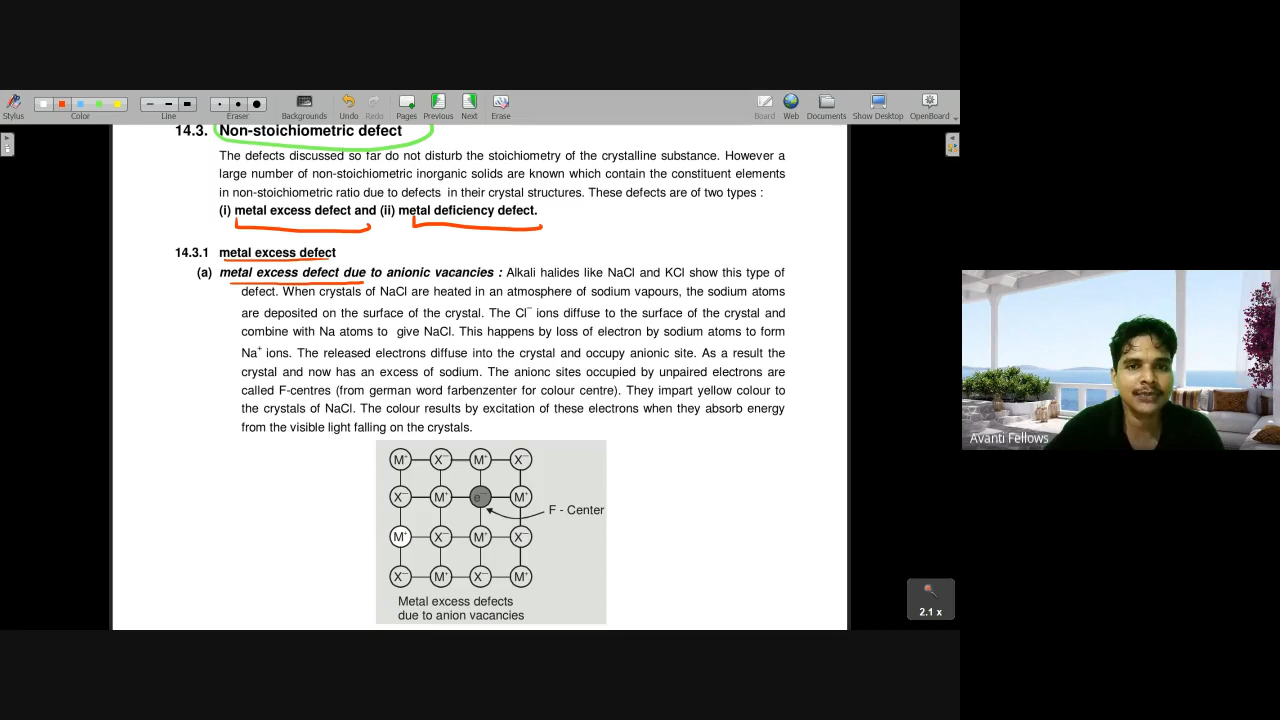 Stylus
Color
Line
Eraser
Backgrounds
Undo
Redo
Pages
Previous
Next
Erase
Board
Web
Documents
Show Desktop
OpenBoard
14.3. Non-stoichiometric defect
The defects discussed so far do not disturb the stoichiometry of the crystalline substance. However a
large number of non-stoichiometric inorganic solids are known which contain the constituent elements
in non-stoichiometric ratio due to defects in their crystal structures. These defects are of two types :
(i) metal excess defect and (ii) metal deficiency defect.
14.3.1 metal excess defect
(a) metal excess defect due to anionic vacancies : Alkali halides like NaCl and KCl show this type of
defect. When crystals of NaCl are heated in an atmosphere of sodium vapours, the sodium atoms
are deposited on the surface of the crystal. The Cl⁻ ions diffuse to the surface of the crystal and
combine with Na atoms to give NaCl. This happens by loss of electron by sodium atoms to form
Na⁺ ions. The released electrons diffuse into the crystal and occupy anionic site. As a result the
crystal and now has an excess of sodium. The anionc sites occupied by unpaired electrons are
called F-centres (from german word farbenzenter for colour centre). They impart yellow colour to
the crystals of NaCl. The colour results by excitation of these electrons when they absorb energy
from the visible light falling on the crystals.
M⁺ X⁻ M⁺ X⁻
X⁻ M⁺ e⁻ M⁺
F - Center
M⁺ X⁻ M⁺ X⁻
X⁻ M⁺ X⁻ M⁺
Metal excess defects
due to anion vacancies
Avanti Fellows
2.1 x